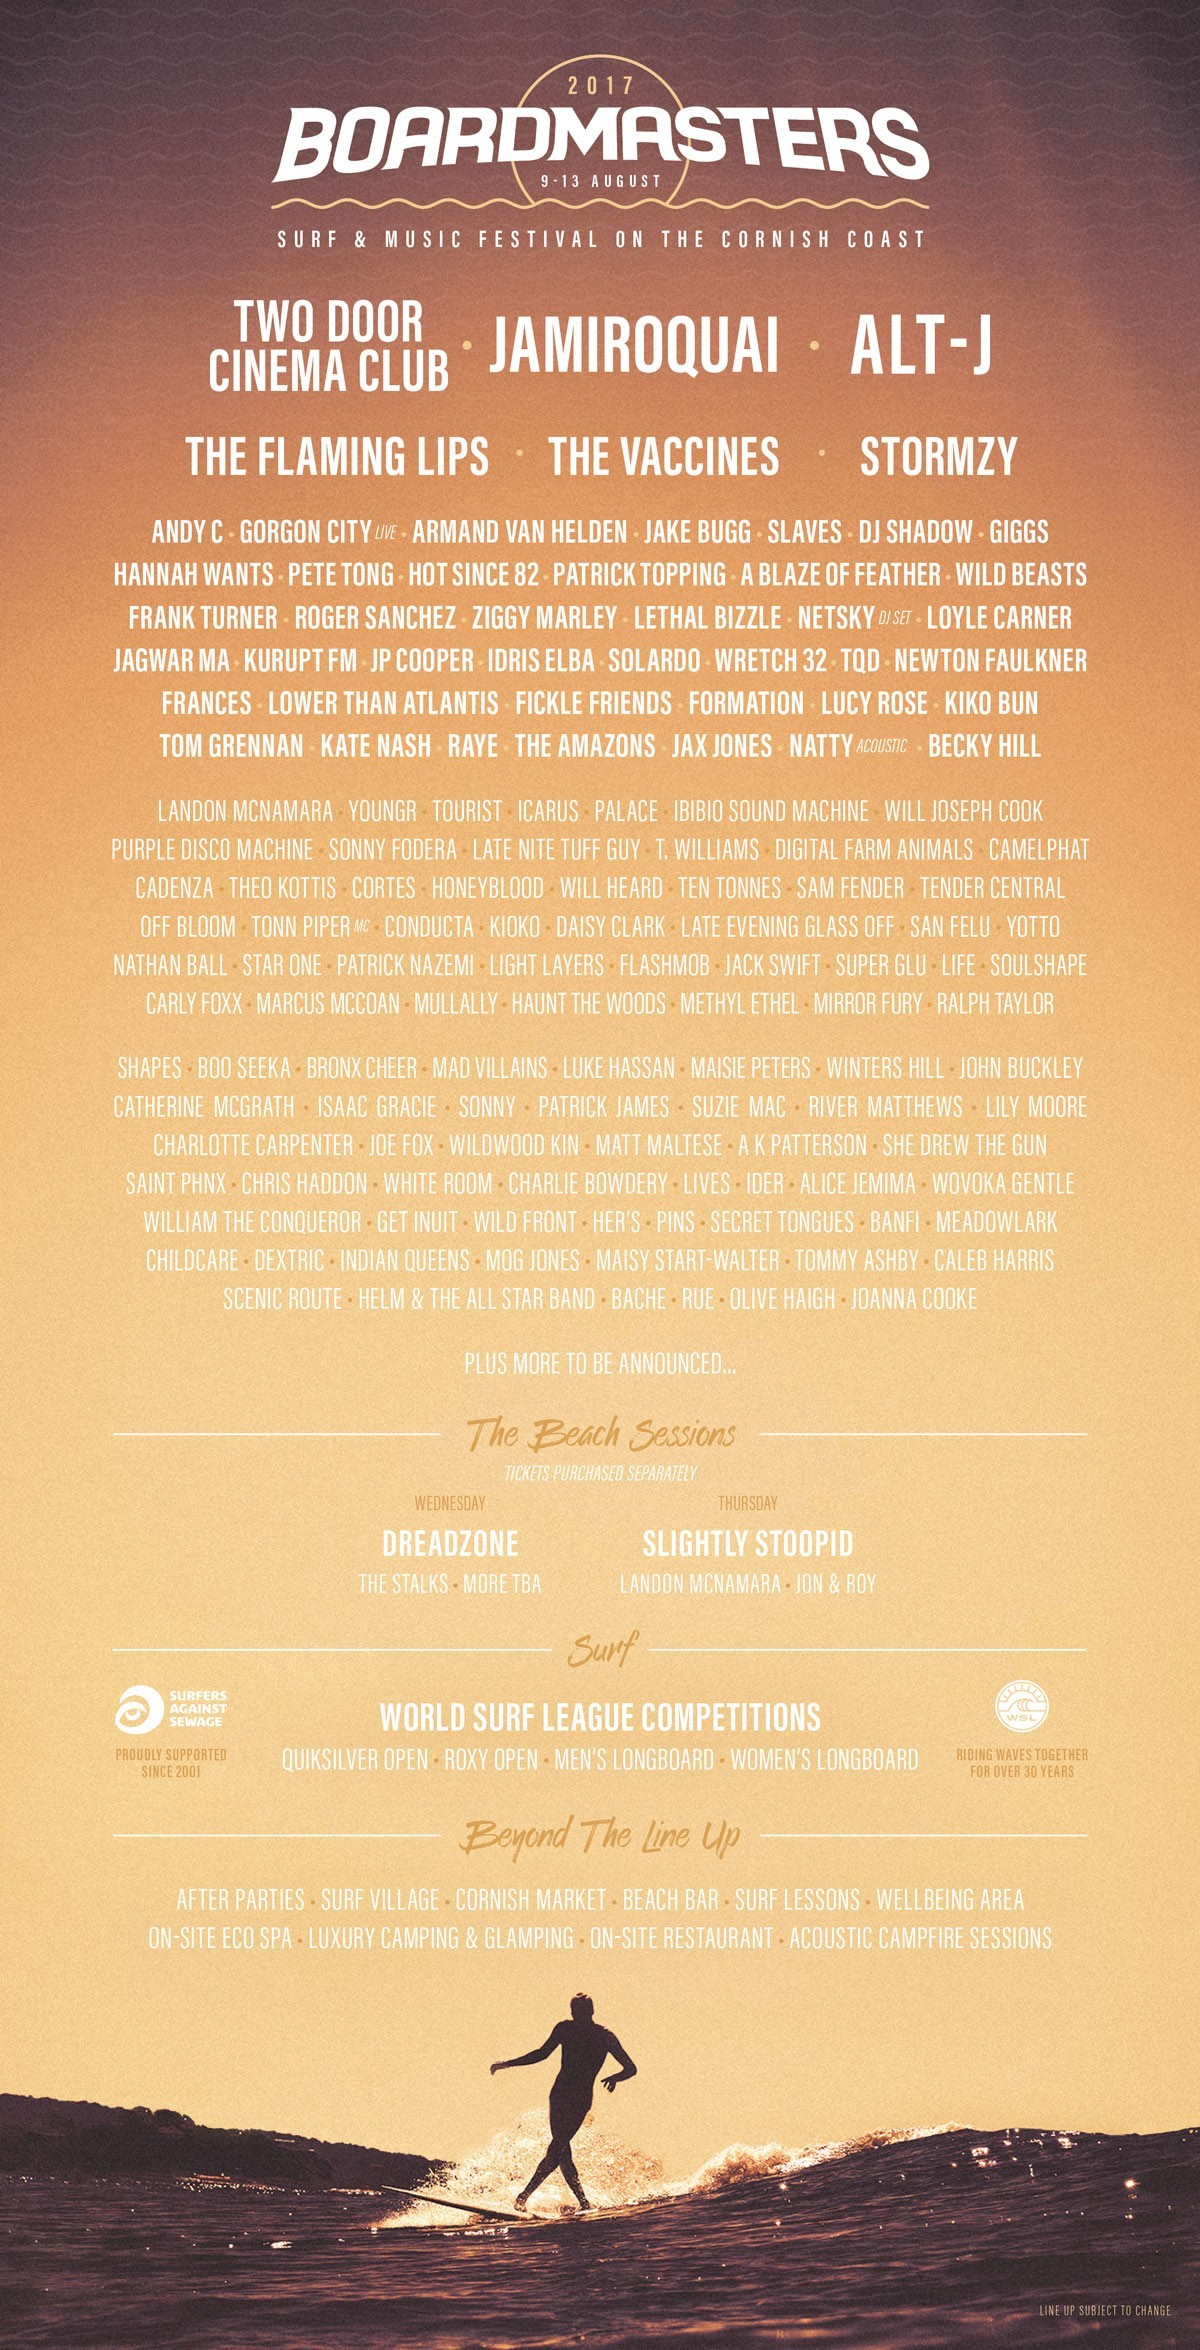 2017
BOARDMASTERS
9-13 AUGUST
SURF & MUSIC FESTIVAL ON THE CORNISH COAST
TWO DOOR CINEMA CLUB · JAMIROQUAI · ALT-J
THE FLAMING LIPS · THE VACCINES · STORMZY
ANDY C · GORGON CITY LIVE · ARMAND VAN HELDEN · JAKE BUGG · SLAVES · DJ SHADOW · GIGGS
HANNAH WANTS · PETE TONG · HOT SINCE 82 · PATRICK TOPPING · A BLAZE OF FEATHER · WILD BEASTS
FRANK TURNER · ROGER SANCHEZ · ZIGGY MARLEY · LETHAL BIZZLE · NETSKY DJ SET · LOYLE CARNER
JAGWAR MA · KURUPT FM · JP COOPER · IDRIS ELBA · SOLARDO · WRETCH 32 · TQD · NEWTON FAULKNER
FRANCES · LOWER THAN ATLANTIS · FICKLE FRIENDS · FORMATION · LUCY ROSE · KIKO BUN
TOM GRENNAN · KATE NASH · RAYE · THE AMAZONS · JAX JONES · NATTY ACOUSTIC · BECKY HILL
LANDON MCNAMARA · YOUNGR · TOURIST · ICARUS · PALACE · IBIBIO SOUND MACHINE · WILL JOSEPH COOK
PURPLE DISCO MACHINE · SONNY FODERA · LATE NITE TUFF GUY · T. WILLIAMS · DIGITAL FARM ANIMALS · CAMELPHAT
CADENZA · THEO KOTTIS · CORTES · HONEYBLOOD · WILL HEARD · TEN TONNES · SAM FENDER · TENDER CENTRAL
OFF BLOOM · TONN PIPER MC · CONDUCTA · KIOKO · DAISY CLARK · LATE EVENING GLASS OFF · SAN FELU · YOTTO
NATHAN BALL · STAR ONE · PATRICK NAZEMI · LIGHT LAYERS · FLASHMOB · JACK SWIFT · SUPER GLU · LIFE · SOULSHAPE
CARLY FOXX · MARCUS MCCOAN · MULLALLY · HAUNT THE WOODS · METHYL ETHEL · MIRROR FURY · RALPH TAYLOR
SHAPES · BOO SEEKA · BRONX CHEER · MAD VILLAINS · LUKE HASSAN · MAISIE PETERS · WINTERS HILL · JOHN BUCKLEY
CATHERINE MCGRATH · ISAAC GRACIE · SONNY · PATRICK JAMES · SUZIE MAC · RIVER MATTHEWS · LILY MOORE
CHARLOTTE CARPENTER · JOE FOX · WILDWOOD KIN · MATT MALTESE · A K PATTERSON · SHE DREW THE GUN
SAINT PHNX · CHRIS HADDON · WHITE ROOM · CHARLIE BOWDERY · LIVES · IDER · ALICE JEMIMA · WOVOKA GENTLE
WILLIAM THE CONQUEROR · GET INUIT · WILD FRONT · HER'S · PINS · SECRET TONGUES · BANFI · MEADOWLARK
CHILDCARE · DEXTRIC · INDIAN QUEENS · MOG JONES · MAISY START-WALTER · TOMMY ASHBY · CALEB HARRIS
SCENIC ROUTE · HELM & THE ALL STAR BAND · BACHE · RUE · OLIVE HAIGH · JOANNA COOKE
PLUS MORE TO BE ANNOUNCED...
The Beach Sessions
TICKETS PURCHASED SEPARATELY
WEDNESDAY
DREADZONE
THE STALKS · MORE TBA
THURSDAY
SLIGHTLY STOOPID
LANDON MCNAMARA · JON & ROY
Surf
SURFERS
AGAINST
SEWAGE
PROUDLY SUPPORTED
SINCE 2001
WORLD SURF LEAGUE COMPETITIONS
QUIKSILVER OPEN · ROXY OPEN · MEN'S LONGBOARD · WOMEN'S LONGBOARD
WSL
RIDING WAVES TOGETHER
FOR OVER 30 YEARS
Beyond The Line Up
AFTER PARTIES · SURF VILLAGE · CORNISH MARKET · BEACH BAR · SURF LESSONS · WELLBEING AREA
ON-SITE ECO SPA · LUXURY CAMPING & GLAMPING · ON-SITE RESTAURANT · ACOUSTIC CAMPFIRE SESSIONS
LINE UP SUBJECT TO CHANGE